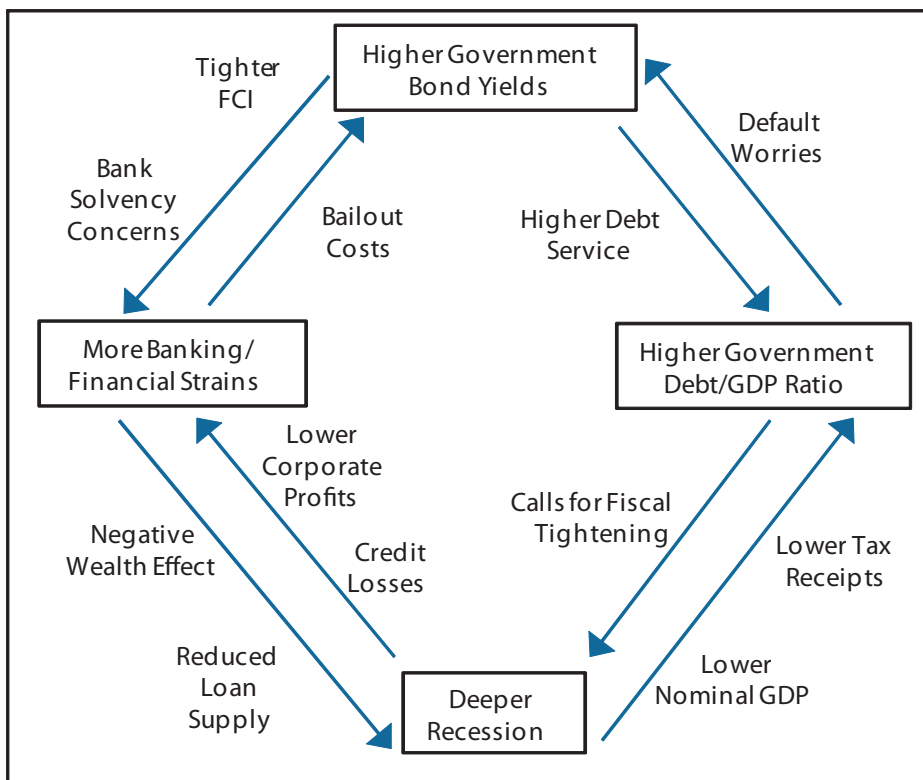 Higher Government
Bond Yields
Tighter
FCI
Default
Worries
Bank
Solvency
Concerns
Bailout
Costs
Higher Debt
Service
More Banking/
Financial Strains
Higher Government
Debt/GDP Ratio
Lower
Corporate
Profits
Calls for Fiscal
Tightening
Negative
Wealth Effect
Credit
Losses
Lower Tax
Receipts
Reduced
Loan
Supply
Lower
Nominal GDP
Deeper
Recession